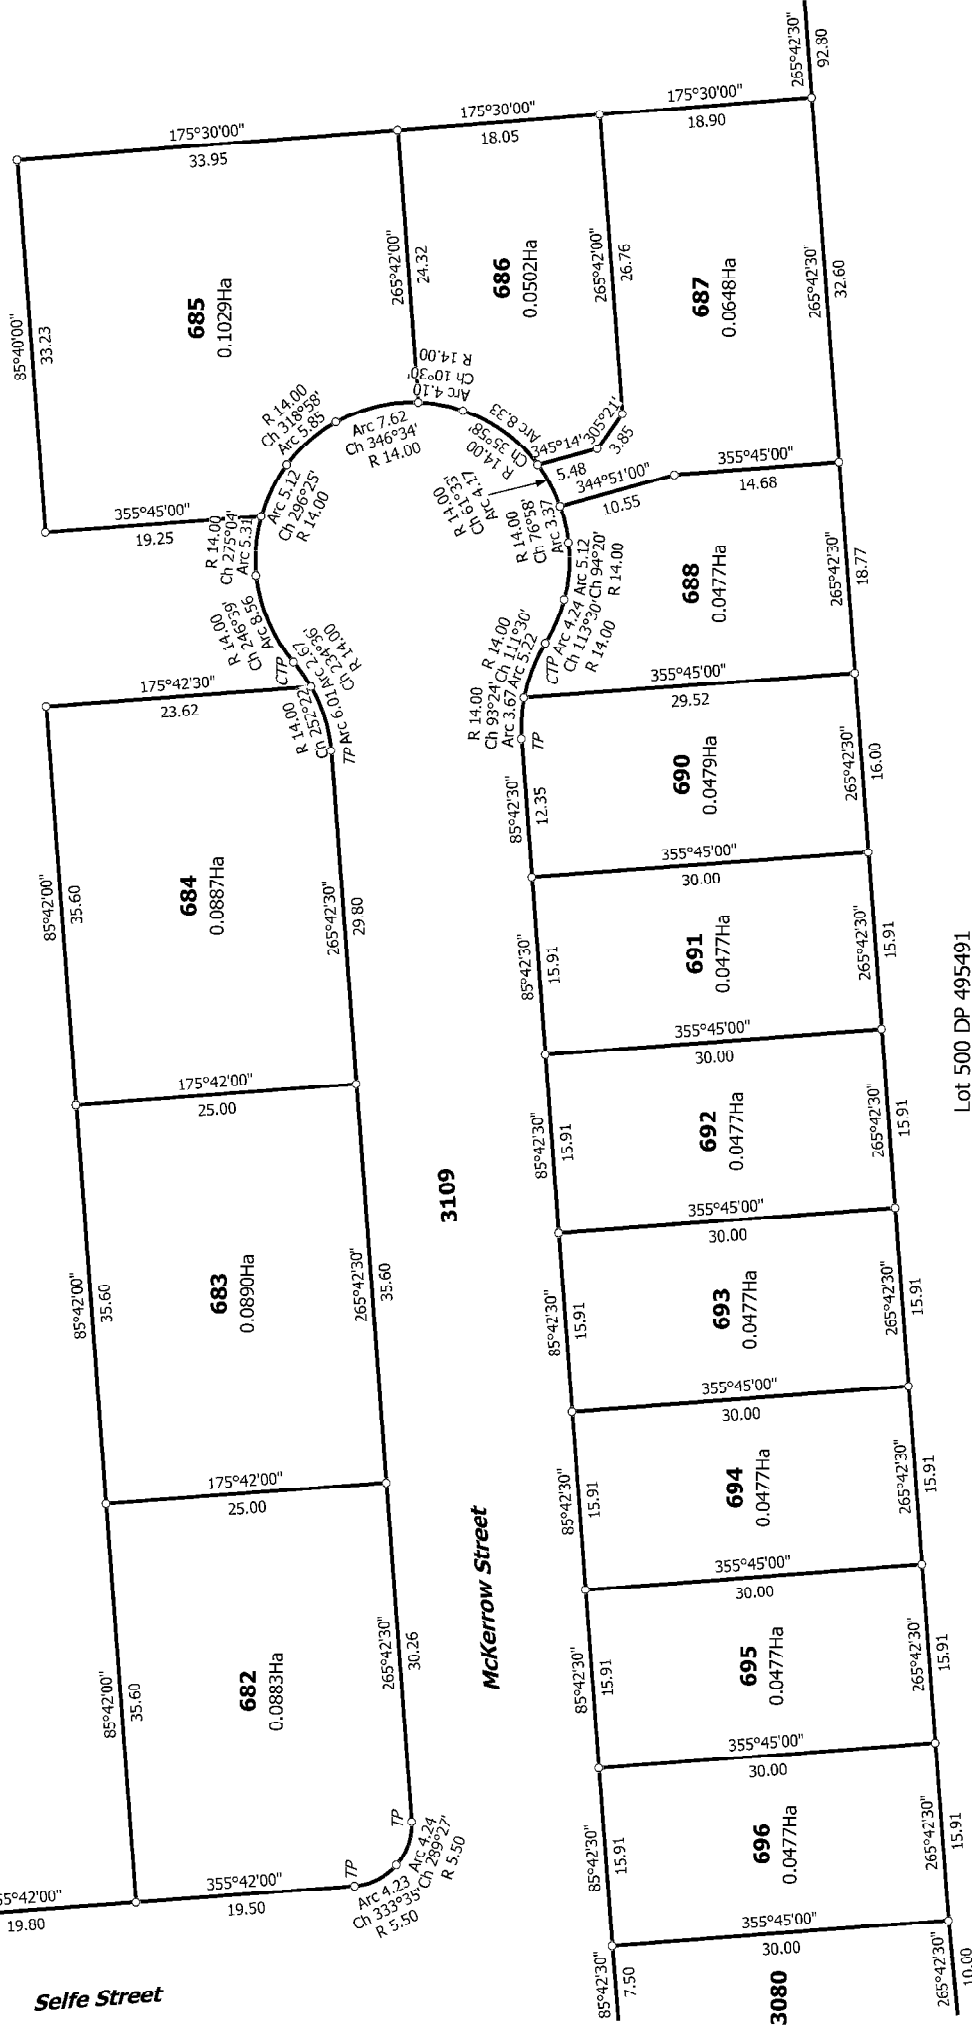 265°42'30"
92.80
175°30'00"
33.95
175°30'00"
18.05
175°30'00"
18.90
85°40'00"
33.23
685
0.1029Ha
265°42'00"
24.32
686
0.0502Ha
265°42'00"
26.76
687
0.0648Ha
265°42'30'
32.60
355°45'00"
19.25
R 14.00
Ch 318°58'
Arc 5.85
Arc 7.62
Ch 346°34'
R 14.00
Arc 4.10
Ch 10°30'
R 14.00
Arc 8.33
Ch 35°58'
R 14.00
345°14'
5.48
305°21'
3.85
Arc 5.12
Ch 296°25'
R 14.00
R 14.00
Ch 275°04'
Arc 5.31
R 14.00
Ch 61°33'
Arc 4.17
344°51'00"
10.55
355°45'00"
14.68
R 14.00
Ch 76°58'
Arc 3.37
Arc 5.12
Ch 94°20'
R 14.00
688
0.0477Ha
265°42'30"
18.77
R 14.00
Ch 246°39'
Arc 8.56
CTP
Arc 2.67
Ch 234°36'
R 14.00
Arc 4.24
Ch 113°30'
R 14.00
CTP
R 14.00
Ch 111°30'
Arc 5.22
175°42'30"
23.62
R 14.00
Ch 252°22'
Arc 6.01
TP
R 14.00
Ch 93°24'
Arc 3.67
TP
355°45'00"
29.52
85°42'00"
35.60
684
0.0887Ha
265°42'30"
29.80
85°42'30"
12.35
690
0.0479Ha
265°42'30"
16.00
355°45'00"
30.00
85°42'30"
15.91
691
0.0477Ha
265°42'30"
15.91
Lot 500 DP 495491
175°42'00"
25.00
355°45'00"
30.00
85°42'30"
15.91
692
0.0477Ha
265°42'30"
15.91
3109
355°45'00"
30.00
85°42'00"
35.60
683
0.0890Ha
265°42'30"
35.60
85°42'30"
15.91
693
0.0477Ha
265°42'30"
15.91
355°45'00"
30.00
175°42'00"
25.00
85°42'30"
15.91
694
0.0477Ha
265°42'30"
15.91
McKerrow Street
355°45'00"
30.00
85°42'00"
35.60
682
0.0883Ha
265°42'30"
30.26
85°42'30"
15.91
695
0.0477Ha
265°42'30"
15.91
355°45'00"
30.00
TP
Arc 4.24
Ch 289°27'
R 5.50
TP
Arc 4.23
Ch 333°35'
R 5.50
85°42'30"
15.91
696
0.0477Ha
265°42'30"
15.91
55°42'00"
19.80
355°42'00"
19.50
355°45'00"
30.00
Selfe Street
85°42'30"
7.50
3080
265°42'30"
10.00